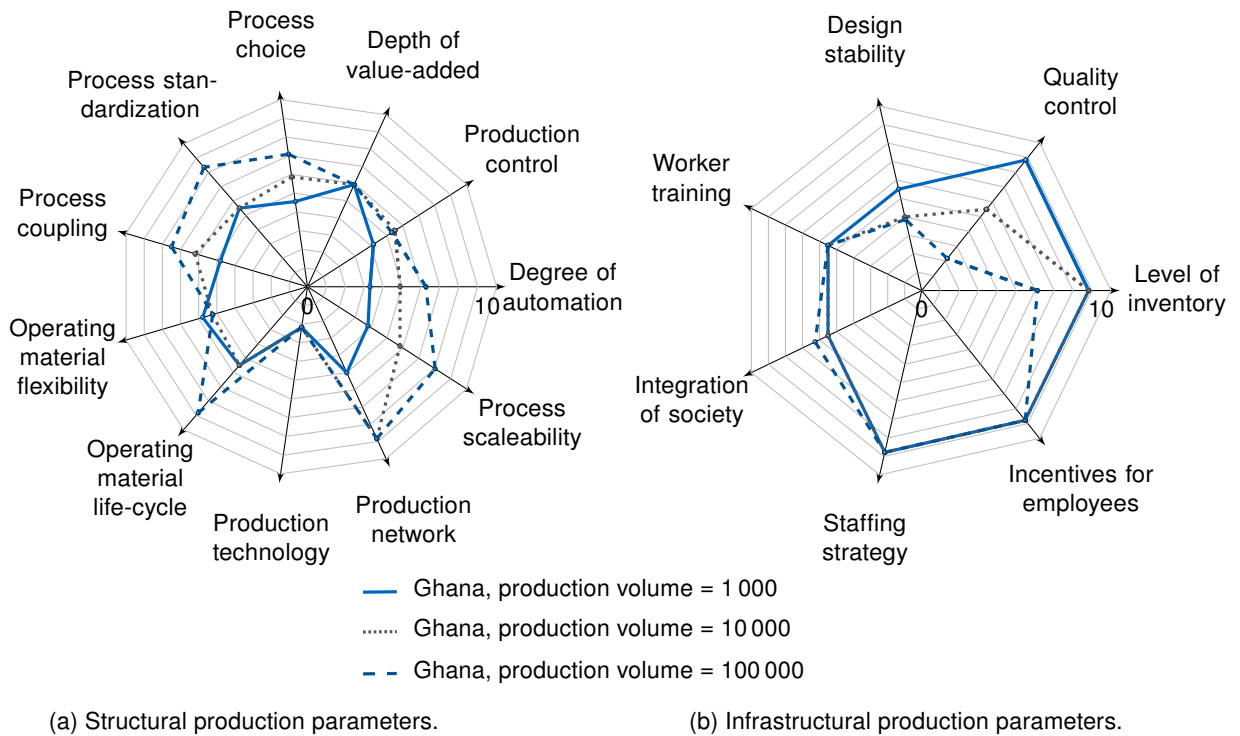 Process
choice
Depth of
value-added
Process stan-
dardization
Production
control
Process
coupling
Degree of
automation
0
10
Operating
material
flexibility
Process
scaleability
Operating
material
life-cycle
Production
technology
Production
network
Design
stability
Quality
control
Worker
training
Level of
inventory
0
10
Integration
of society
Incentives for
employees
Staffing
strategy
Ghana, production volume = 1 000
Ghana, production volume = 10 000
Ghana, production volume = 100 000
(a) Structural production parameters.
(b) Infrastructural production parameters.